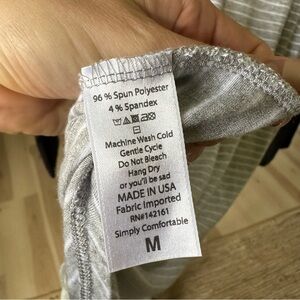 96 % Spun Polyester
4 % Spandex
Machine Wash Cold
Gentle Cycle
Do Not Bleach
Hang Dry
or you'll be sad
MADE IN USA
Fabric Imported
RN#142161
Simply Comfortable
M